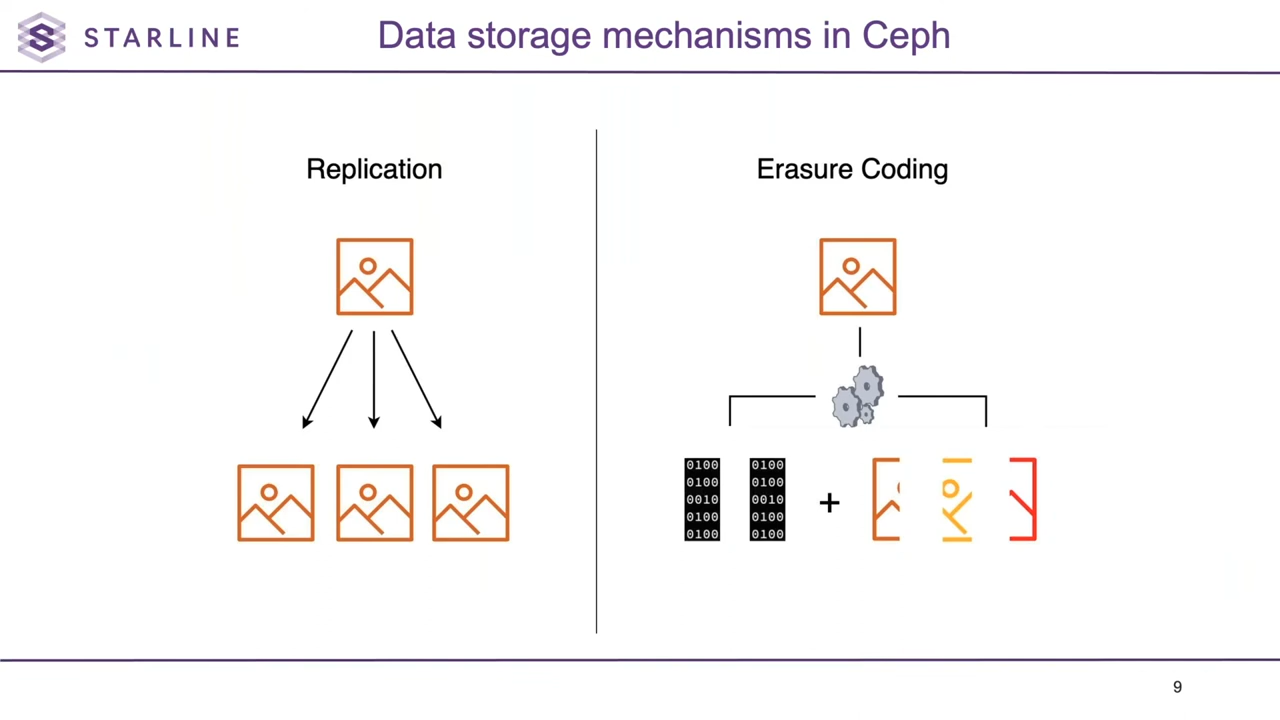 STARLINE
Data storage mechanisms in Ceph
Replication
Erasure Coding
0100 0100
0100 0100
0010 0010
0100 0100
0100 0100
+
9